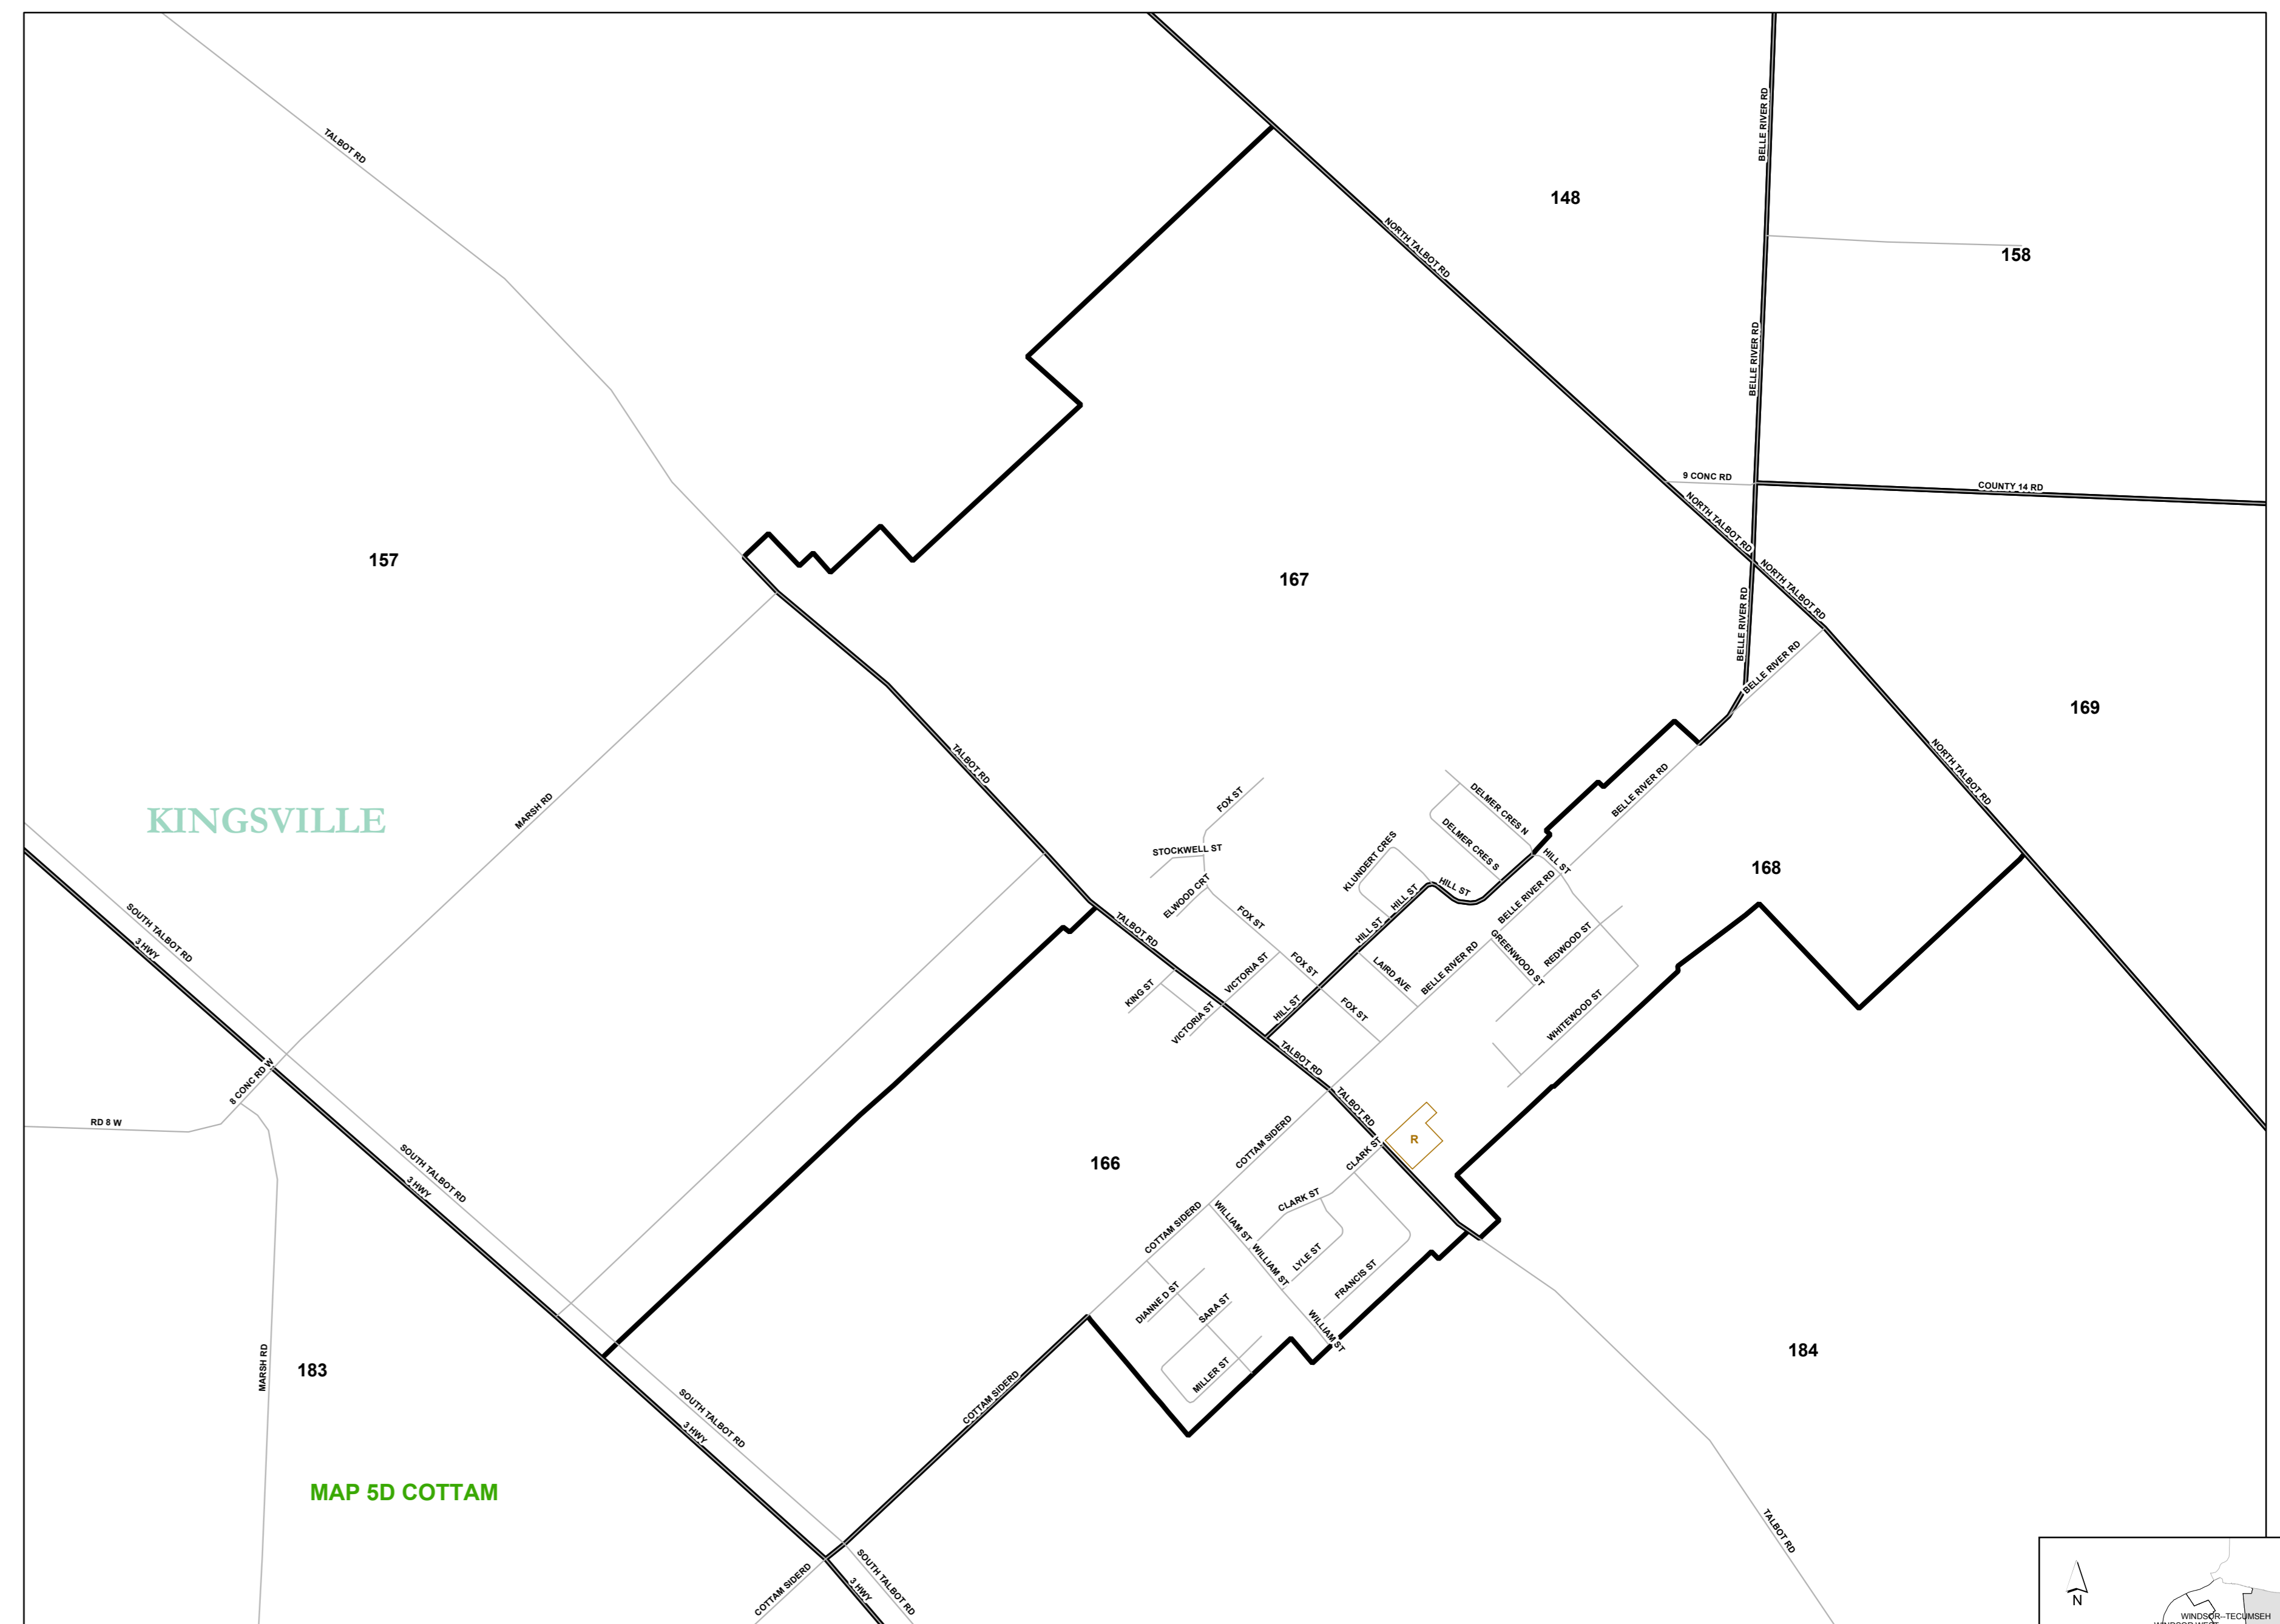 BELLE RIVER RD
TALBOT RD
148
NORTH TALBOT RD
158
BELLE RIVER RD
9 CONC RD
COUNTY 14 RD
NORTH TALBOT RD
157
167
NORTH TALBOT RD
BELLE RIVER RD
BELLE RIVER RD
169
TALBOT RD
NORTH TALBOT RD
BELLE RIVER RD
FOX ST
DELMER CRES N
MARSH RD
KINGSVILLE
DELMER CRES S
STOCKWELL ST
KLUNDERT CRES
HILL ST
168
ELWOOD CRT
HILL ST
HILL ST
BELLE RIVER RD
FOX ST
TALBOT RD
HILL ST
SOUTH TALBOT RD
3 HWY
GREENWOOD ST
REDWOOD ST
FOX ST
VICTORIA ST
LAIRD AVE
BELLE RIVER RD
KING ST
HILL ST
FOX ST
VICTORIA ST
WHITEWOOD ST
TALBOT RD
8 CONC RD W
TALBOT RD
RD 8 W
COTTAM SIDERD
R
CLARK ST
166
SOUTH TALBOT RD
3 HWY
CLARK ST
WILLIAM ST
COTTAM SIDERD
WILLIAM ST
LYLE ST
FRANCIS ST
DIANNE D ST
SARA ST
WILLIAM ST
184
MARSH RD
183
MILLER ST
COTTAM SIDERD
SOUTH TALBOT RD
3 HWY
MAP 5D COTTAM
TALBOT RD
COTTAM SIDERD
3 HWY
SOUTH TALBOT RD
N
WINDSOR--TECUMSEH